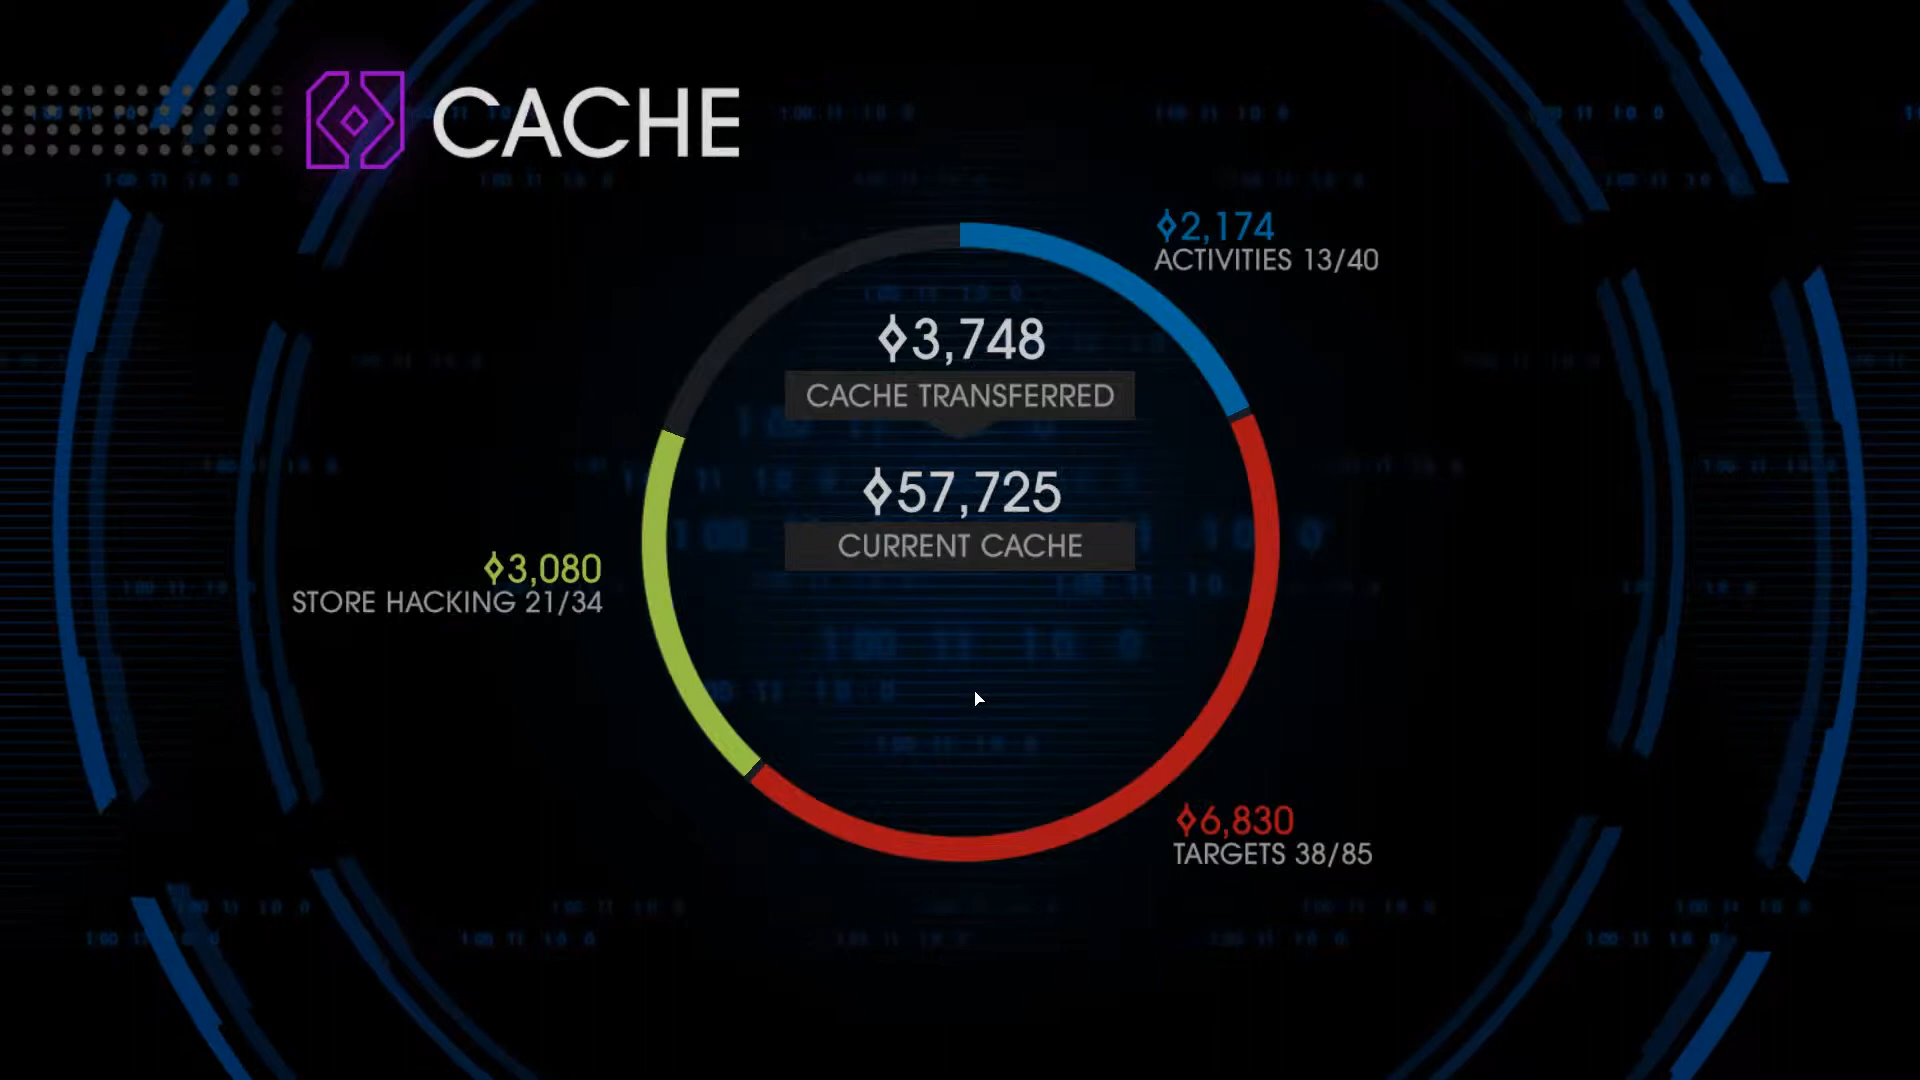 CACHE
2,174
ACTIVITIES 13/40
3,748
CACHE TRANSFERRED
57,725
CURRENT CACHE
3,080
STORE HACKING 21/34
6,830
TARGETS 38/85